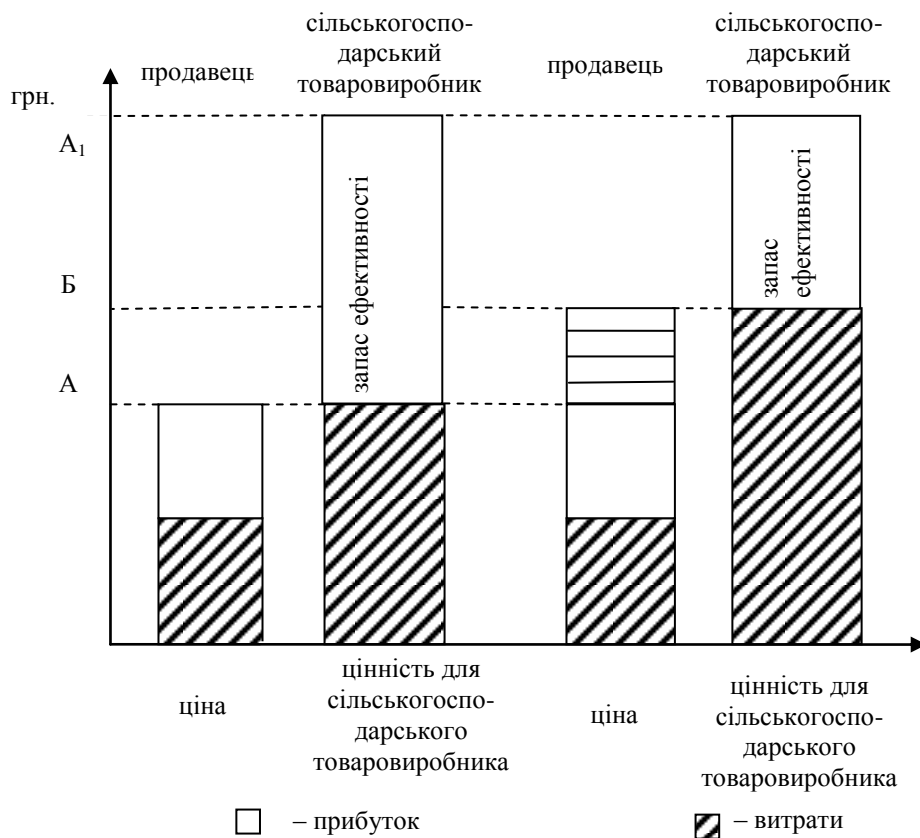 сільськогоспо-
дарський
товаровиробник
продавець
грн.
сільськогоспо-
дарський
товаровиробник
продавець
А1
Б
А
запас ефективності
запас
ефективності
ціна
цінність для
сільськогоспо-
дарського
товаровиробника
ціна
цінність для
сільськогоспо-
дарського
товаровиробника
– прибуток
– витрати